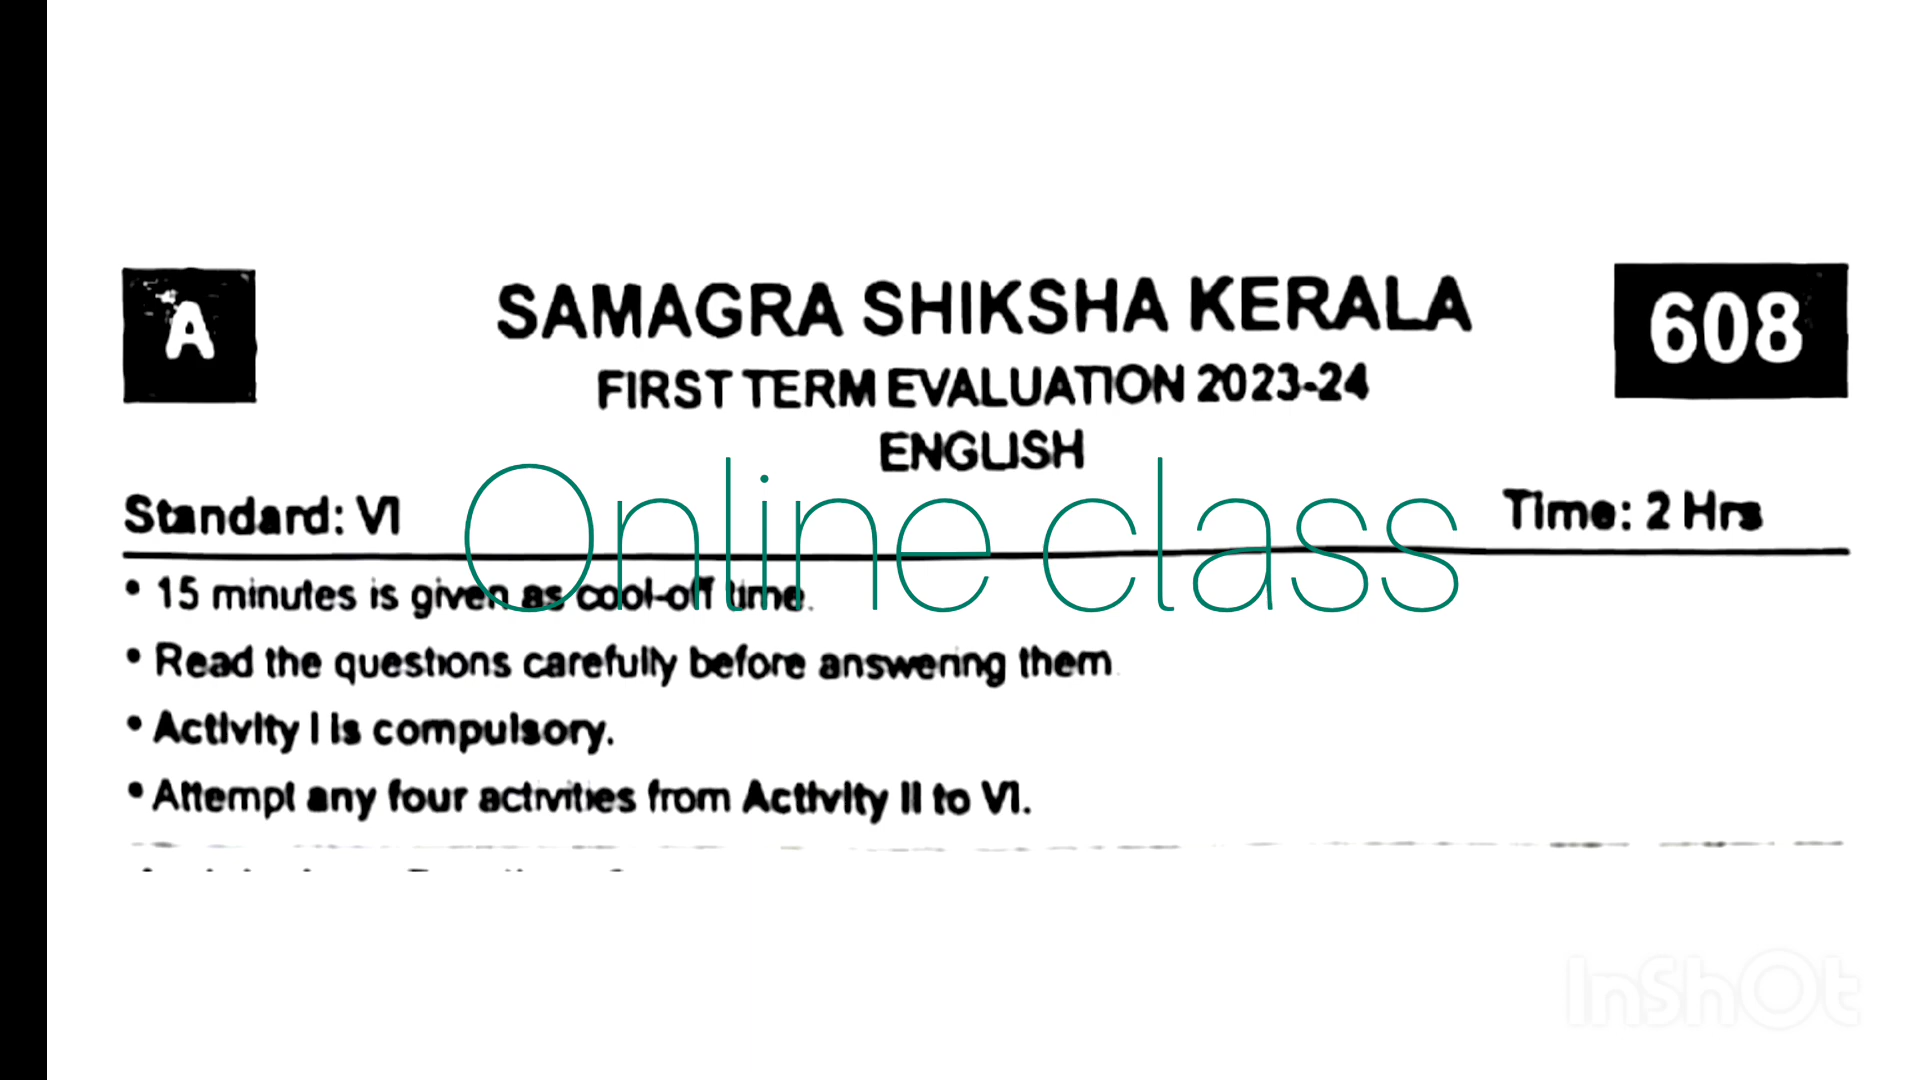 A
SAMAGRA SHIKSHA KERALA
608
FIRST TERM EVALUATION 2023-24
ENGLISH
Online class
Standard: VI
Time: 2 Hrs
• 15 minutes is given as cool-off time.
• Read the questions carefully before answering them
• Activity I is compulsory.
• Attempt any four activities from Activity II to VI.
InShOt